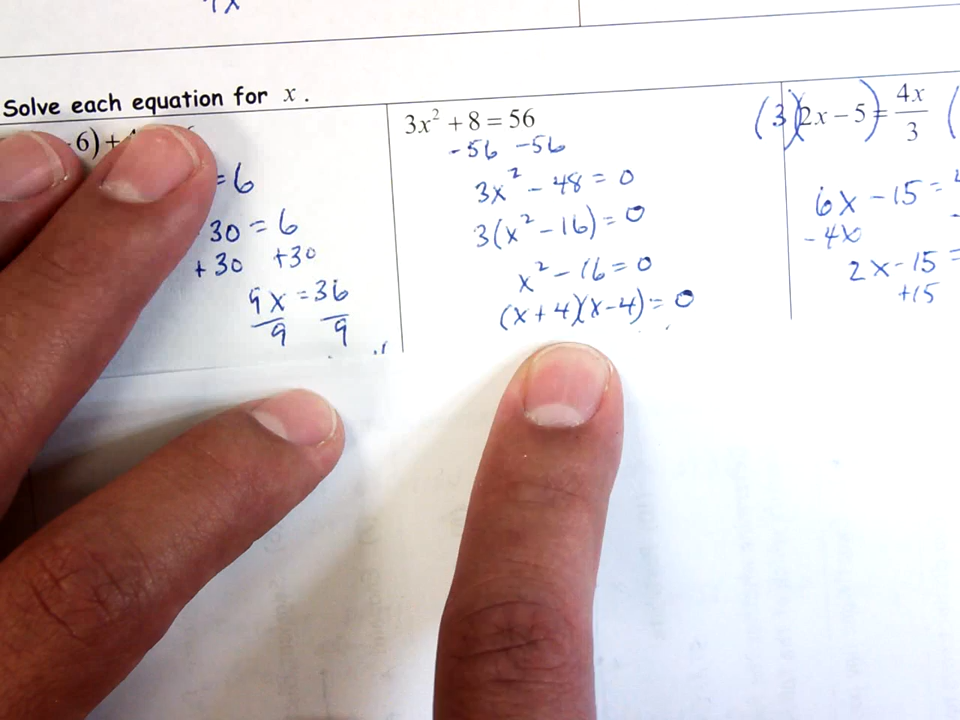 4x
Solve each equation for x.
6) +
= 6
30 = 6
+30 +30
9x = 36
9 9
3x² + 8 = 56
-56 -56
3x² - 48 = 0
3(x² - 16) = 0
x² - 16 = 0
(x + 4)(x - 4) = 0
(3)(2x - 5) = 4x/3 (
6x - 15 =
- 4x
2x - 15 =
+15